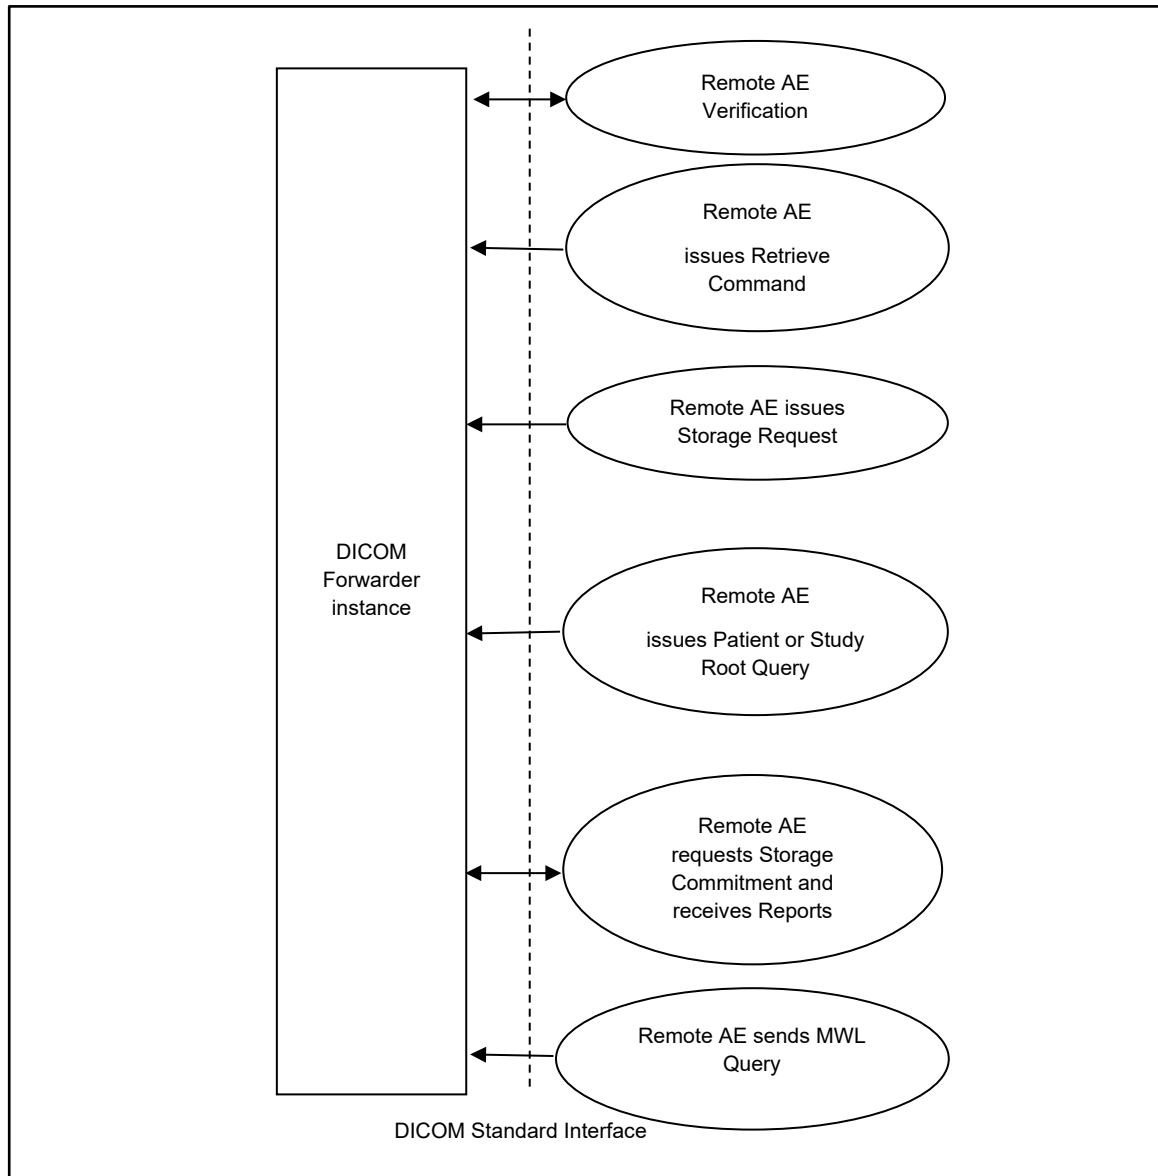 Remote AE
Verification
Remote AE
issues Retrieve
Command
Remote AE issues
Storage Request
DICOM
Forwarder
instance
Remote AE
issues Patient or Study
Root Query
Remote AE
requests Storage
Commitment and
receives Reports
Remote AE sends MWL
Query
DICOM Standard Interface